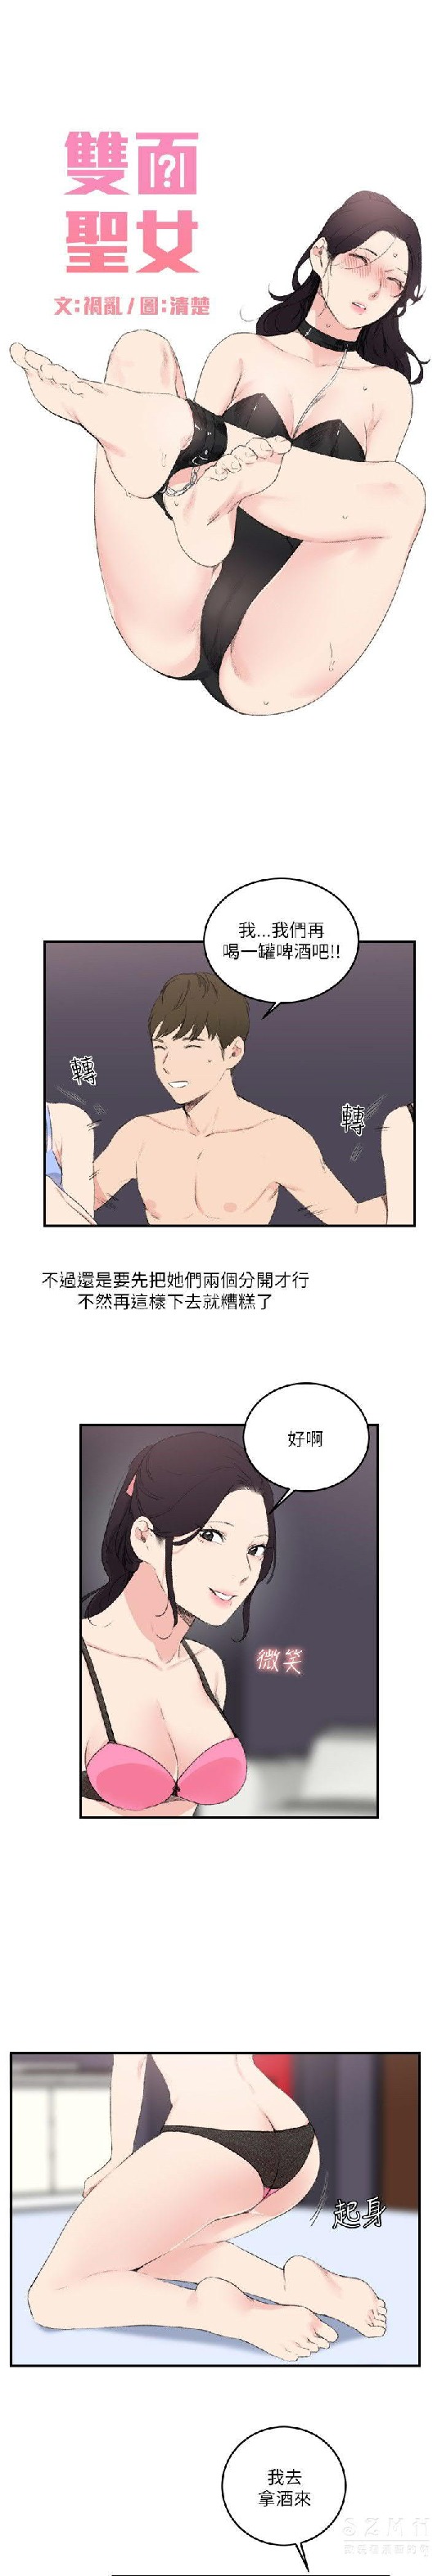 雙面
聖女
文:禍亂/圖:清楚
我...我們再
喝一罐啤酒吧!!
轉
轉
不過還是要先把她們兩個分開才行
不然再這樣下去就糟糕了
好啊
微笑
起身
我去
拿酒來
SZMH